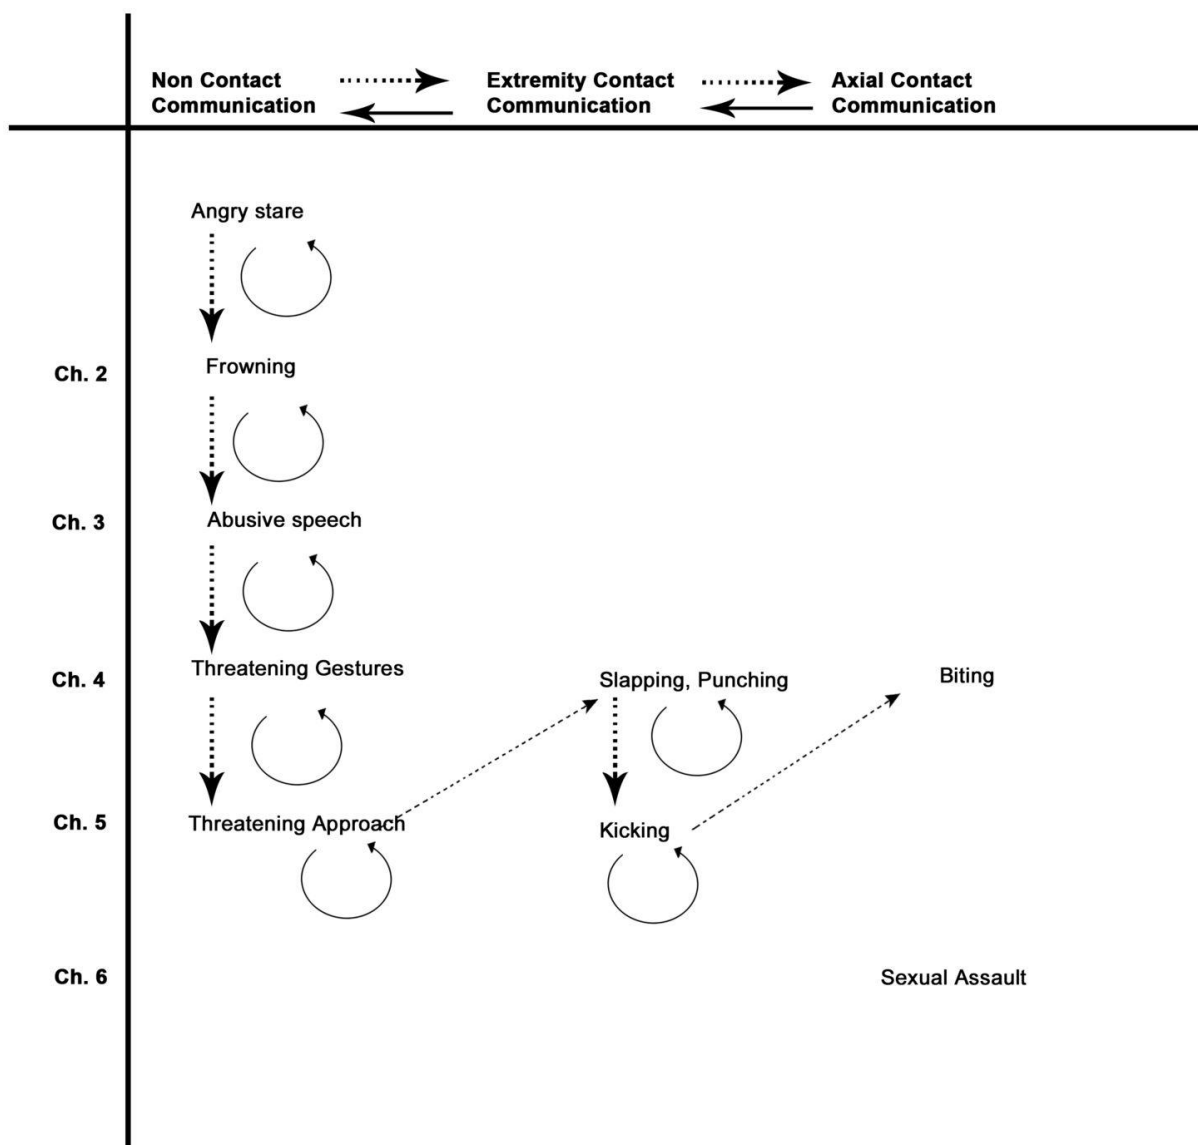 Non Contact
Communication
Extremity Contact
Communication
Axial Contact
Communication
Angry stare
Ch. 2
Frowning
Ch. 3
Abusive speech
Ch. 4
Threatening Gestures
Slapping, Punching
Biting
Ch. 5
Threatening Approach
Kicking
Ch. 6
Sexual Assault